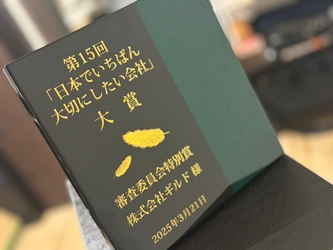 第15回
「日本でいちばん
大切にしたい会社」
大賞
審査委員会特別賞
株式会社ギルド 様
2025年3月21日